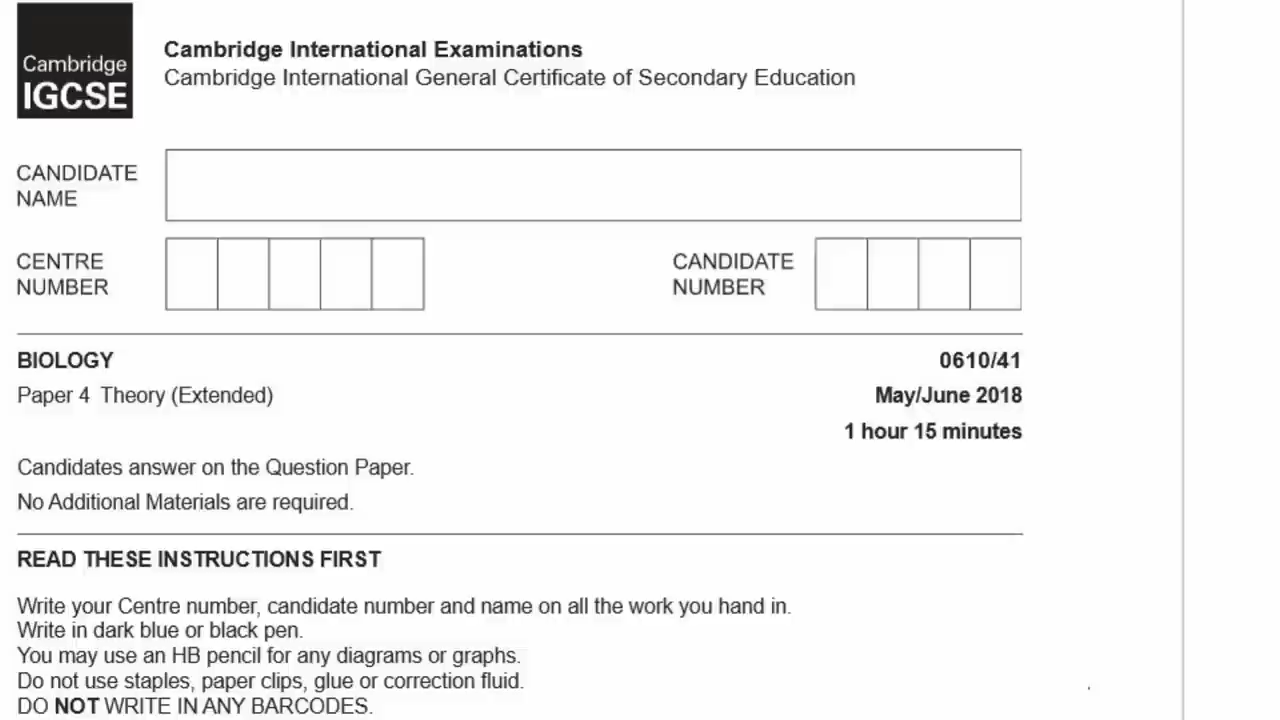 Cambridge
IGCSE
Cambridge International Examinations
Cambridge International General Certificate of Secondary Education
CANDIDATE
NAME
CENTRE
NUMBER
CANDIDATE
NUMBER
BIOLOGY 0610/41
Paper 4 Theory (Extended) May/June 2018
1 hour 15 minutes
Candidates answer on the Question Paper.
No Additional Materials are required.
READ THESE INSTRUCTIONS FIRST
Write your Centre number, candidate number and name on all the work you hand in.
Write in dark blue or black pen.
You may use an HB pencil for any diagrams or graphs.
Do not use staples, paper clips, glue or correction fluid.
DO NOT WRITE IN ANY BARCODES.